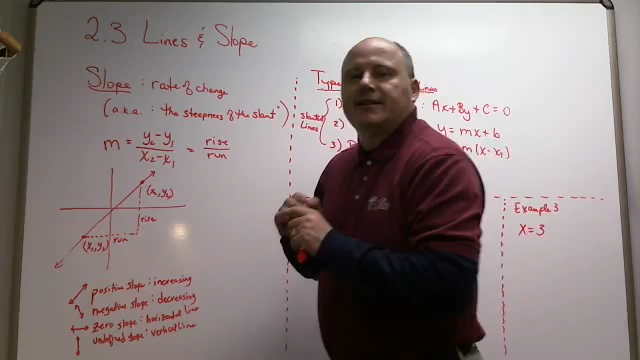 2.3 Lines & Slope
Slope : rate of change
(a.k.a. : "the steepness of the slant")
m = y₂-y₁ / x₂-x₁ = rise / run
(x₂, y₂)
rise
(x₁, y₁)
run
positive slope : increasing
negative slope : decreasing
zero slope : horizontal line
undefined slope : vertical line
Lines
Slanted Lines
1)
: Ax + By + C = 0
2)
y = mx + b
3)
m(x-x₁)
Example 3
x = 3